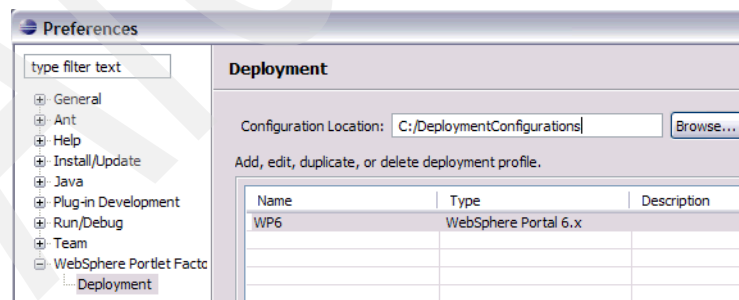 Preferences
type filter text
General
Ant
Help
Install/Update
Java
Plug-in Development
Run/Debug
Team
WebSphere Portlet Facto
Deployment
Deployment
Configuration Location: C:/DeploymentConfigurations Browse...
Add, edit, duplicate, or delete deployment profile.
Name Type Description
WP6 WebSphere Portal 6.x